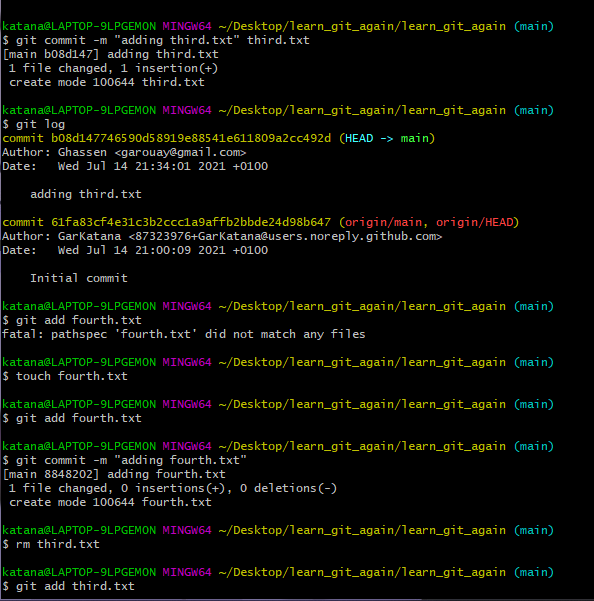 katana@LAPTOP-9LPGEMON MINGW64 ~/Desktop/learn_git_again/learn_git_again (main)
$ git commit -m "adding third.txt" third.txt
[main b08d147] adding third.txt
 1 file changed, 1 insertion(+)
 create mode 100644 third.txt
katana@LAPTOP-9LPGEMON MINGW64 ~/Desktop/learn_git_again/learn_git_again (main)
$ git log
commit b08d147746590d58919e88541e611809a2cc492d (HEAD -> main)
Author: Ghassen <garouay@gmail.com>
Date:   Wed Jul 14 21:34:01 2021 +0100
    adding third.txt
commit 61fa83cf4e31c3b2ccc1a9affb2bbde24d98b647 (origin/main, origin/HEAD)
Author: GarKatana <87323976+GarKatana@users.noreply.github.com>
Date:   Wed Jul 14 21:00:09 2021 +0100
    Initial commit
katana@LAPTOP-9LPGEMON MINGW64 ~/Desktop/learn_git_again/learn_git_again (main)
$ git add fourth.txt
fatal: pathspec 'fourth.txt' did not match any files
katana@LAPTOP-9LPGEMON MINGW64 ~/Desktop/learn_git_again/learn_git_again (main)
$ touch fourth.txt
katana@LAPTOP-9LPGEMON MINGW64 ~/Desktop/learn_git_again/learn_git_again (main)
$ git add fourth.txt
katana@LAPTOP-9LPGEMON MINGW64 ~/Desktop/learn_git_again/learn_git_again (main)
$ git commit -m "adding fourth.txt"
[main 8848202] adding fourth.txt
 1 file changed, 0 insertions(+), 0 deletions(-)
 create mode 100644 fourth.txt
katana@LAPTOP-9LPGEMON MINGW64 ~/Desktop/learn_git_again/learn_git_again (main)
$ rm third.txt
katana@LAPTOP-9LPGEMON MINGW64 ~/Desktop/learn_git_again/learn_git_again (main)
$ git add third.txt